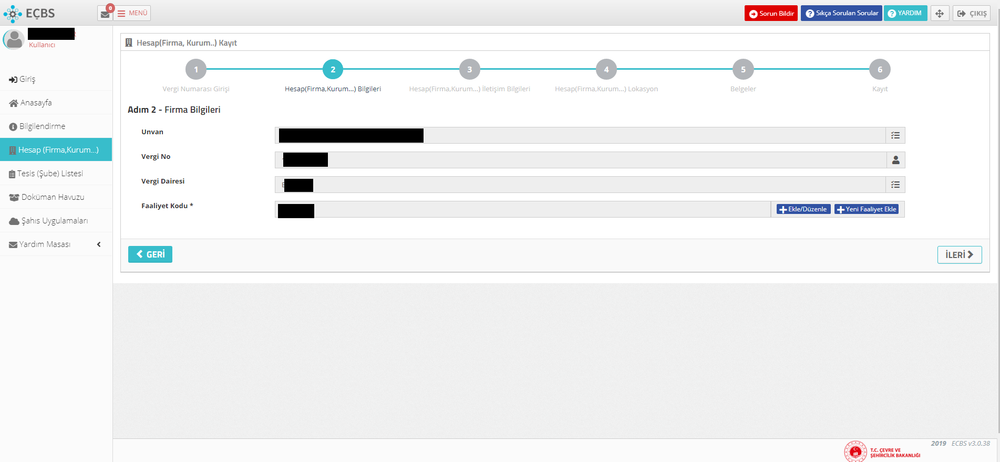 EÇBS
0
MENÜ
Sorun Bildir
Sıkça Sorulan Sorular
YARDIM
ÇIKIŞ
Kullanıcı
Giriş
Anasayfa
Bilgilendirme
Hesap (Firma,Kurum...)
Tesis (Şube) Listesi
Doküman Havuzu
Şahıs Uygulamaları
Yardım Masası
Hesap(Firma, Kurum..) Kayıt
1
2
3
4
5
6
Vergi Numarası Girişi
Hesap(Firma,Kurum...) Bilgileri
Hesap(Firma,Kurum...) İletişim Bilgileri
Hesap(Firma,Kurum...) Lokasyon
Belgeler
Kayıt
Adım 2 - Firma Bilgileri
Unvan
Vergi No
Vergi Dairesi
Faaliyet Kodu *
Ekle/Düzenle
Yeni Faaliyet Ekle
GERİ
İLERİ
T.C. ÇEVRE VE
ŞEHİRCİLİK BAKANLIĞI
2019 ECBS v3.0.38